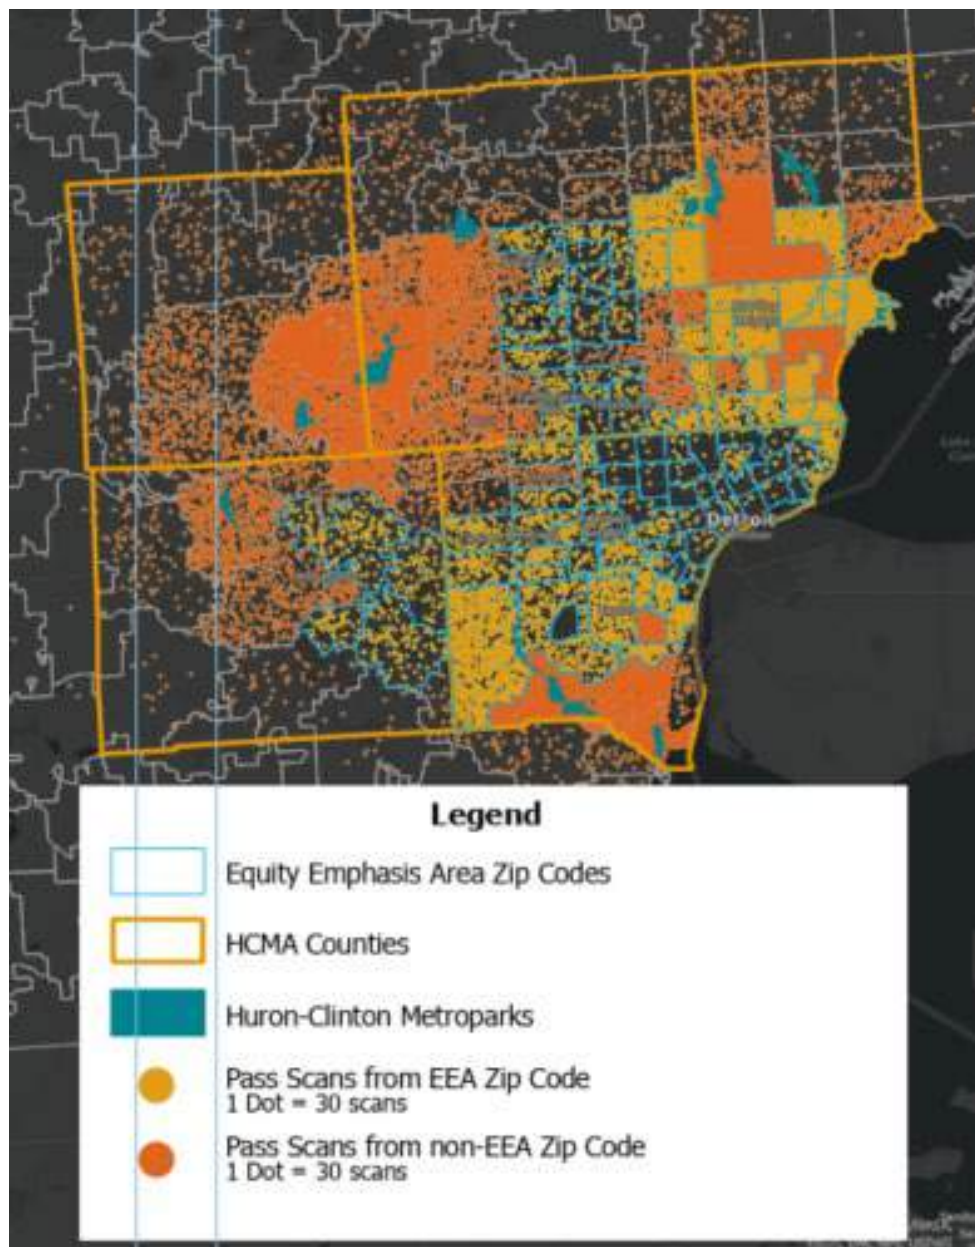 Detroit
Legend
Equity Emphasis Area Zip Codes
HCMA Counties
Huron-Clinton Metroparks
Pass Scans from EEA Zip Code
1 Dot = 30 scans
Pass Scans from non-EEA Zip Code
1 Dot = 30 scans